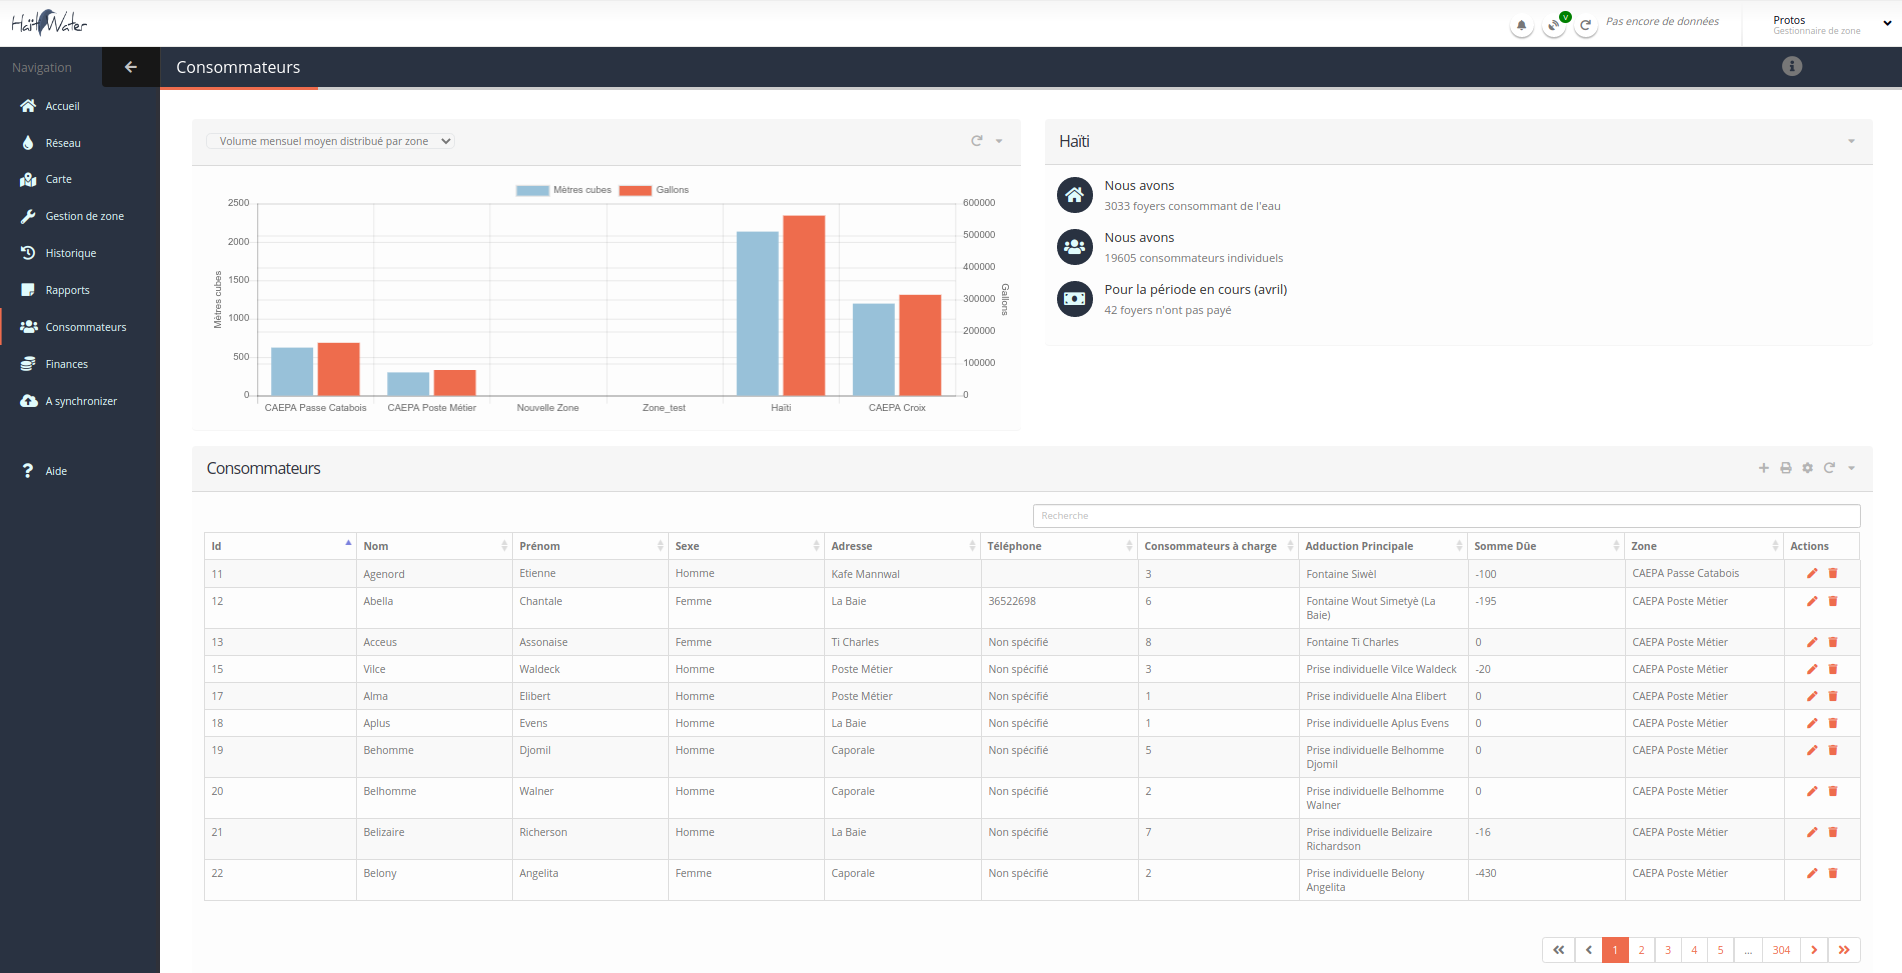 Haïti Water
Pas encore de données
Protos
Gestionnaire de zone
Navigation
Consommateurs
Accueil
Réseau
Carte
Gestion de zone
Historique
Rapports
Consommateurs
Finances
A synchronizer
Aide
Volume mensuel moyen distribué par zone
Mètres cubes Gallons
Mètres cubes
2500
2000
1500
1000
500
0
600000
500000
400000
300000
200000
100000
0
Gallons
CAEPA Passe Catabois CAEPA Poste Métier Nouvelle Zone Zone_test Haïti CAEPA Croix
Haïti
Nous avons
3033 foyers consommant de l'eau
Nous avons
19605 consommateurs individuels
Pour la période en cours (avril)
42 foyers n'ont pas payé
Consommateurs
Recherche
Id Nom Prénom Sexe Adresse Téléphone Consommateurs à charge Adduction Principale Somme Dûe Zone Actions
11 Agenord Etienne Homme Kafe Mannwal 3 Fontaine Siwèl -100 CAEPA Passe Catabois
12 Abella Chantale Femme La Baie 36522698 6 Fontaine Wout Simetyè (La -195 CAEPA Poste Métier
Baie)
13 Acceus Assonaise Femme Ti Charles Non spécifié 8 Fontaine Ti Charles 0 CAEPA Poste Métier
15 Vilce Waldeck Homme Poste Métier Non spécifié 3 Prise individuelle Vilce Waldeck -20 CAEPA Poste Métier
17 Alma Elibert Homme Poste Métier Non spécifié 1 Prise individuelle Alna Elibert 0 CAEPA Poste Métier
18 Aplus Evens Homme La Baie Non spécifié 1 Prise individuelle Aplus Evens 0 CAEPA Poste Métier
19 Behomme Djomil Homme Caporale Non spécifié 5 Prise individuelle Belhomme 0 CAEPA Poste Métier
Djomil
20 Belhomme Walner Homme Caporale Non spécifié 2 Prise individuelle Belhomme 0 CAEPA Poste Métier
Walner
21 Belizaire Richerson Homme La Baie Non spécifié 7 Prise individuelle Belizaire -16 CAEPA Poste Métier
Richardson
22 Belony Angelita Femme Caporale Non spécifié 2 Prise individuelle Belony -430 CAEPA Poste Métier
Angelita
1 2 3 4 5 ... 304